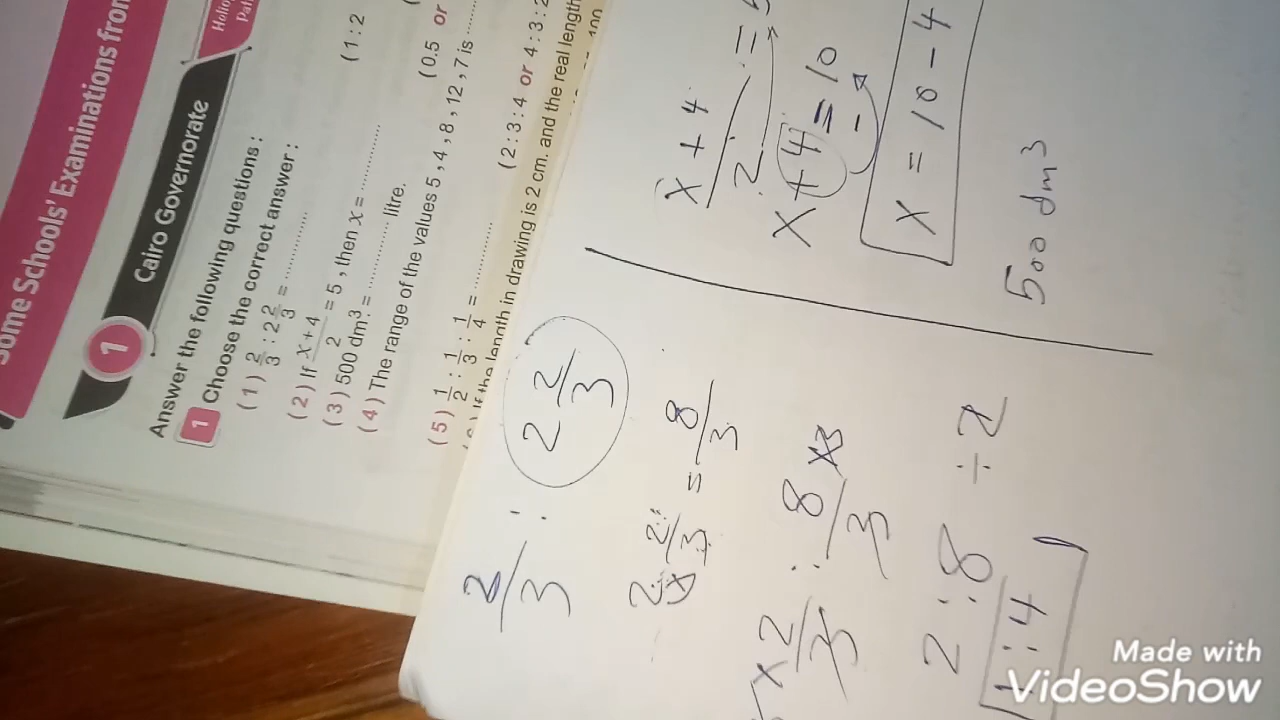 Some Schools' Examinations from
1 Cairo Governorate
Answer the following questions :
1 Choose the correct answer :
( 1 ) 2/3 : 2 2/3 = ............ (1 : 2
( 2 ) If x + 4 / 2 = 5 , then x = ............
( 3 ) 500 dm³. = ............ litre.
( 4 ) The range of the values 5 , 4 , 8 , 12 , 7 is ............
(0.5 or
( 5 ) 1/2 : 1/3 : 1/4 = ............ (2 : 3 : 4 or 4 : 3 : 2
If the length in drawing is 2 cm. and the real length
2/3 : 2 2/3
2 × 2/3 = 8/3
× 2/3 : 8/3 ×3
2 : 8 ÷ 2
1 : 4
x + 4 / 2 = 5
x + 4 = 10
-
x = 10 - 4
500 dm3
Made with
VideoShow